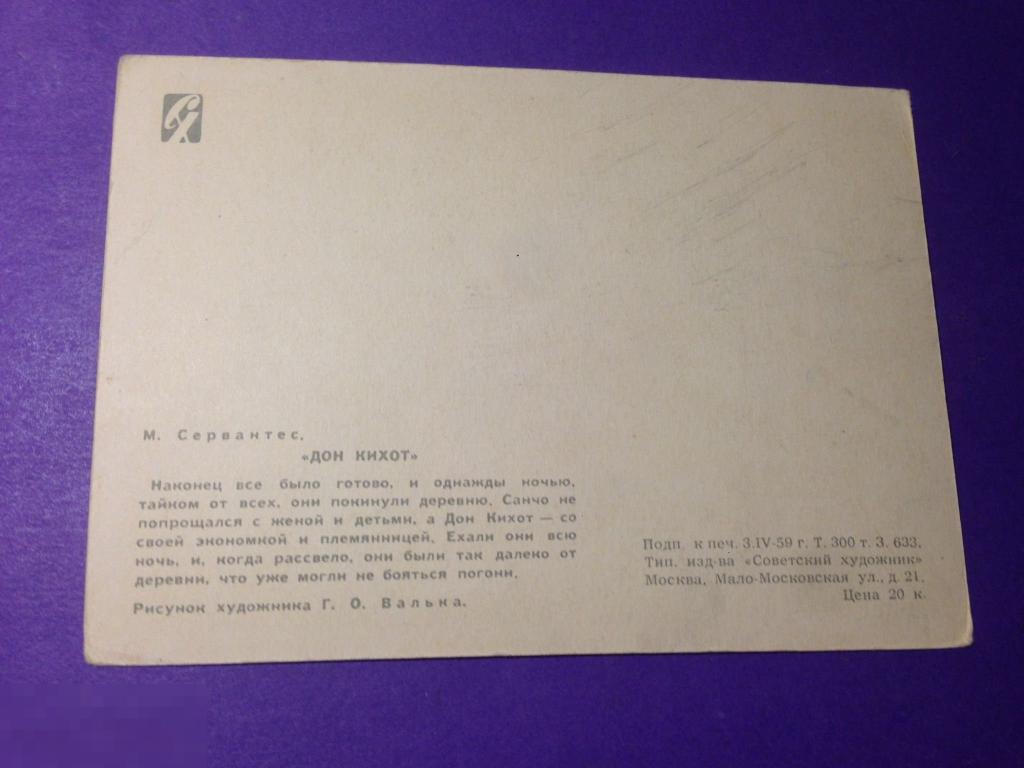 СХ
М. Сервантес.
«ДОН КИХОТ»
Наконец все было готово, и однажды ночью,
тайком от всех, они покинули деревню. Санчо не
попрощался с женой и детьми, а Дон Кихот — со
своей экономкой и племянницей. Ехали они всю
ночь, и, когда рассвело, они были так далеко от
деревни, что уже могли не бояться погони.
Рисунок художника Г. О. Валька.
Подп. к печ. 3.IV-59 г. Т. 300 т. З. 633.
Тип. изд-ва «Советский художник»
Москва, Мало-Московская ул., д. 21.
Цена 20 к.